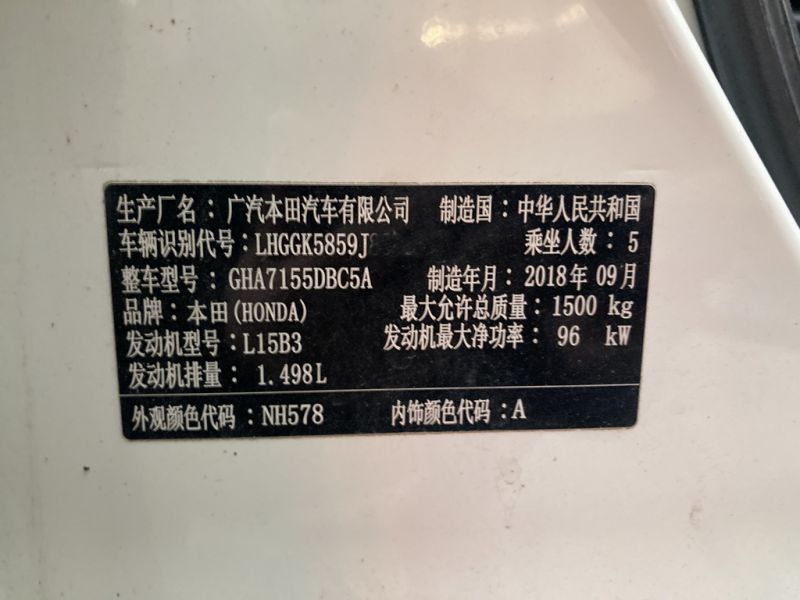 生产厂名：广汽本田汽车有限公司 制造国：中华人民共和国
车辆识别代号：LHGGK5859J 乘坐人数：5
整车型号：GHA7155DBC5A 制造年月：2018年09月
品牌：本田(HONDA) 最大允许总质量：1500 kg
发动机型号：L15B3 发动机最大净功率：96 kW
发动机排量：1.498L
外观颜色代码：NH578 内饰颜色代码：A